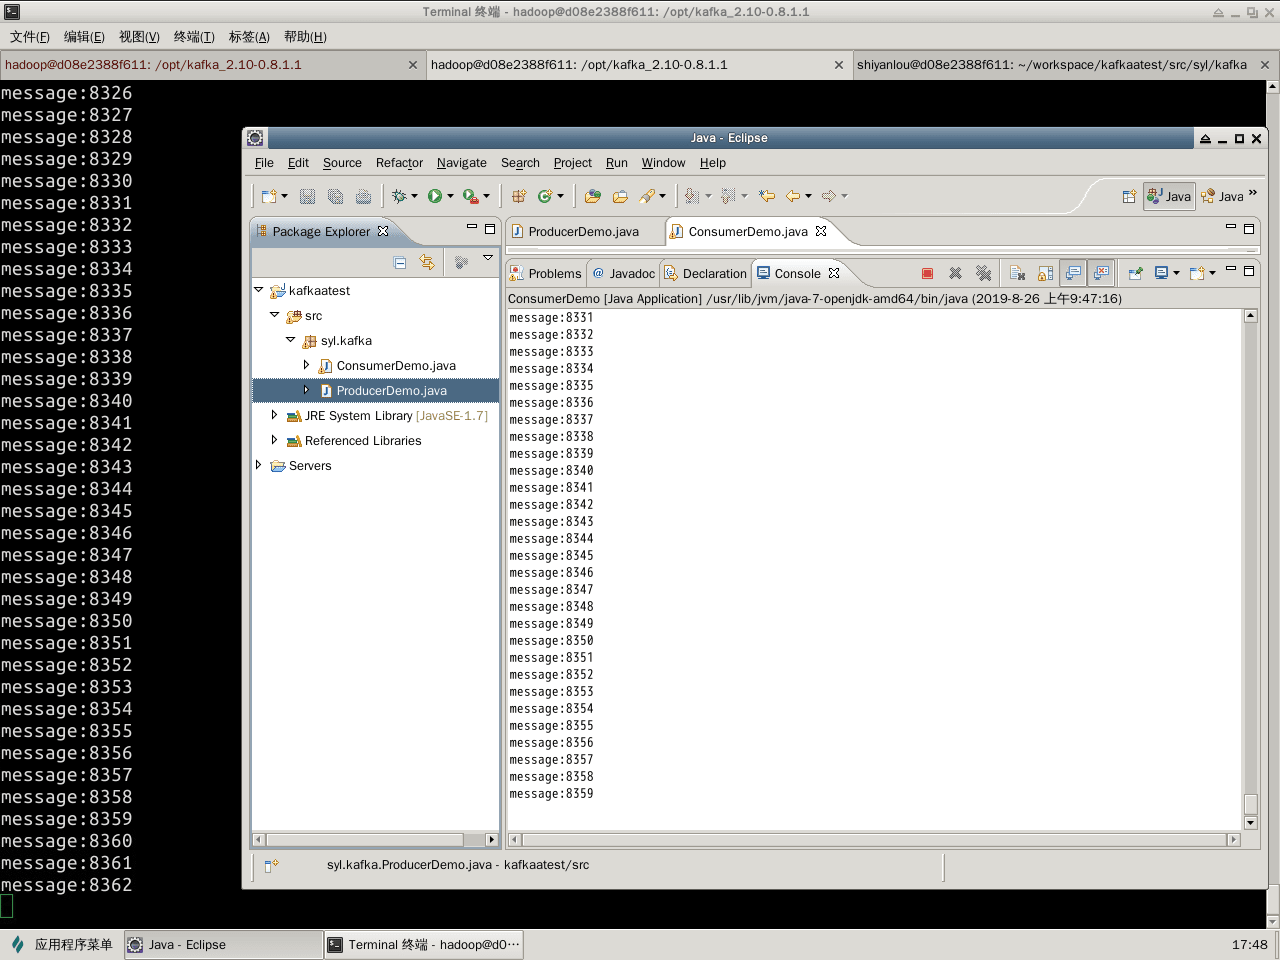 Terminal 终端 - hadoop@d08e2388f611: /opt/kafka_2.10-0.8.1.1
文件(F) 编辑(E) 视图(V) 终端(T) 标签(A) 帮助(H)
hadoop@d08e2388f611: /opt/kafka_2.10-0.8.1.1
hadoop@d08e2388f611: /opt/kafka_2.10-0.8.1.1
shiyanlou@d08e2388f611: ~/workspace/kafkaatest/src/syl/kafka
message:8326
message:8327
message:8328
message:8329
message:8330
message:8331
message:8332
message:8333
message:8334
message:8335
message:8336
message:8337
message:8338
message:8339
message:8340
message:8341
message:8342
message:8343
message:8344
message:8345
message:8346
message:8347
message:8348
message:8349
message:8350
message:8351
message:8352
message:8353
message:8354
message:8355
message:8356
message:8357
message:8358
message:8359
message:8360
message:8361
message:8362
Java - Eclipse
File Edit Source Refactor Navigate Search Project Run Window Help
Java
Java
Package Explorer
kafkaatest
src
syl.kafka
ConsumerDemo.java
ProducerDemo.java
JRE System Library [JavaSE-1.7]
Referenced Libraries
Servers
ProducerDemo.java
ConsumerDemo.java
Problems
@ Javadoc
Declaration
Console
ConsumerDemo [Java Application] /usr/lib/jvm/java-7-openjdk-amd64/bin/java (2019-8-26 上午9:47:16)
message:8331
message:8332
message:8333
message:8334
message:8335
message:8336
message:8337
message:8338
message:8339
message:8340
message:8341
message:8342
message:8343
message:8344
message:8345
message:8346
message:8347
message:8348
message:8349
message:8350
message:8351
message:8352
message:8353
message:8354
message:8355
message:8356
message:8357
message:8358
message:8359
syl.kafka.ProducerDemo.java - kafkaatest/src
应用程序菜单
Java - Eclipse
Terminal 终端 - hadoop@d0⋯
17:48